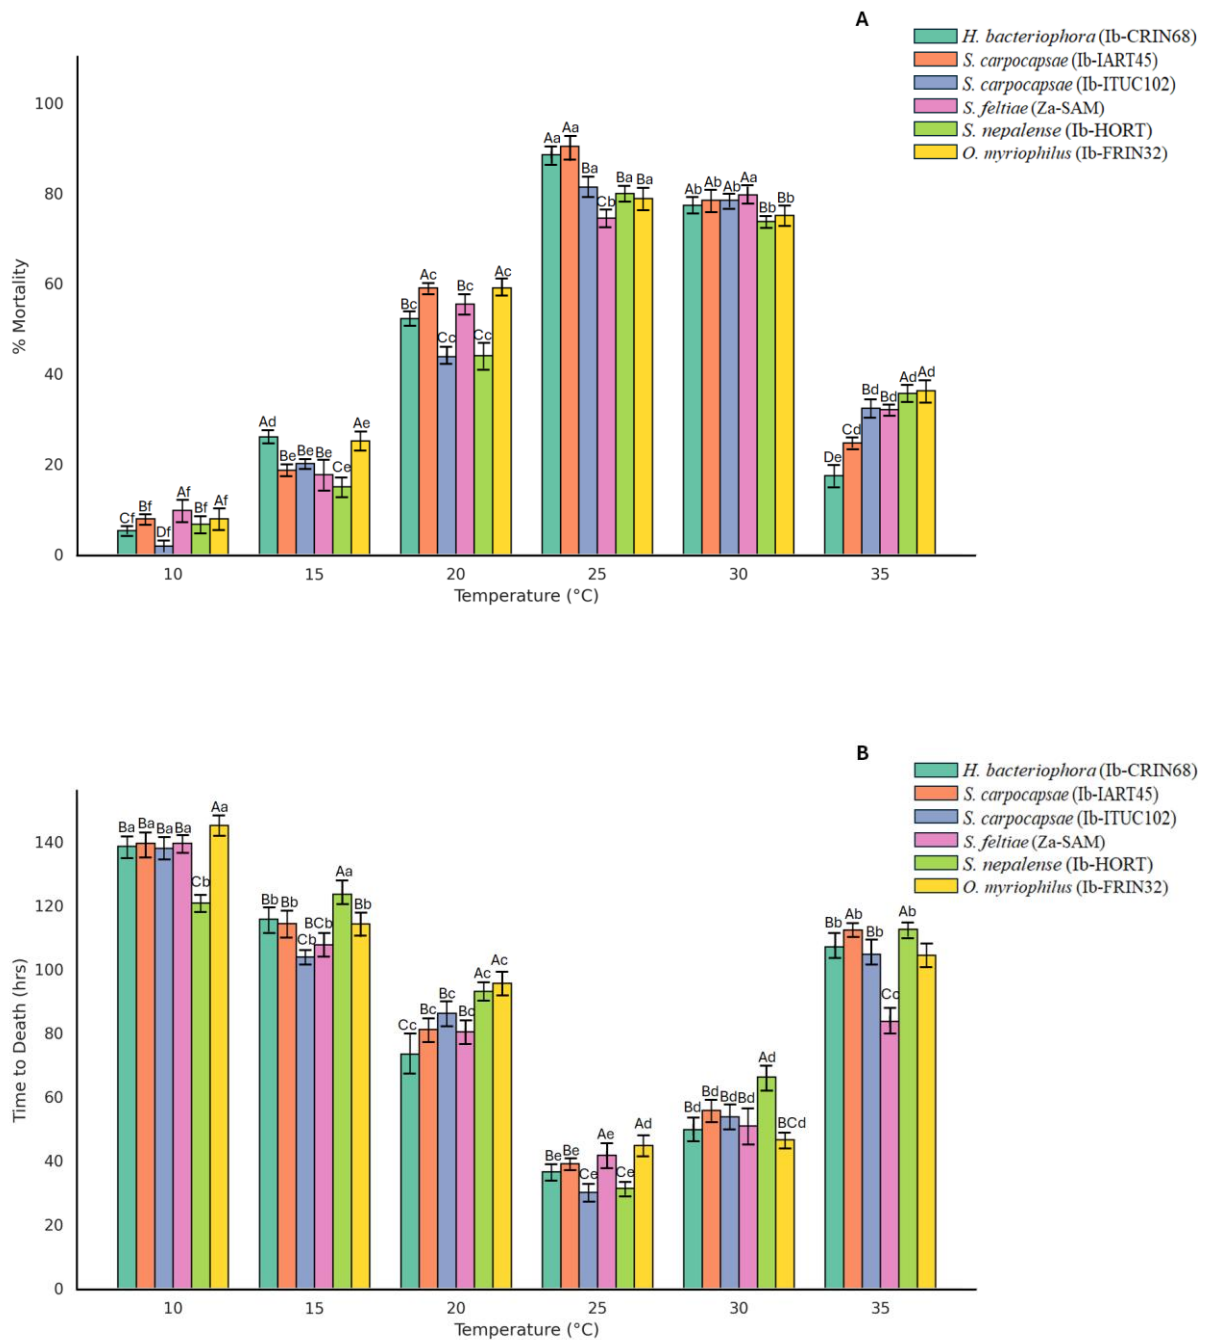 A
H. bacteriophora (Ib-CRIN68)
S. carpocapsae (Ib-IART45)
S. carpocapsae (Ib-ITUC102)
S. feltiae (Za-SAM)
S. nepalense (Ib-HORT)
O. myriophilus (Ib-FRIN32)
% Mortality
100
80
60
40
20
0
Cf Bf Df Af Bf Af
Ad Be Be Be Ce Ae
Bc Ac Cc Bc Cc Ac
Aa Aa Ba Cb Ba Ba
Ab Ab Ab Aa Bb Bb
De Cd Bd Bd Ad Ad
10 15 20 25 30 35
Temperature (°C)
B
H. bacteriophora (Ib-CRIN68)
S. carpocapsae (Ib-IART45)
S. carpocapsae (Ib-ITUC102)
S. feltiae (Za-SAM)
S. nepalense (Ib-HORT)
O. myriophilus (Ib-FRIN32)
Time to Death (hrs)
140
120
100
80
60
40
20
0
Ba Ba Ba Ba Cb Aa
Bb Bb Cb BCb Aa Bb
Cc Bc Bc Bc Ac Ac
Be Be Ce Ae Ce Ad
Bd Bd Bd Bd Ad BCd
Bb Ab Bb Cc Ab
10 15 20 25 30 35
Temperature (°C)